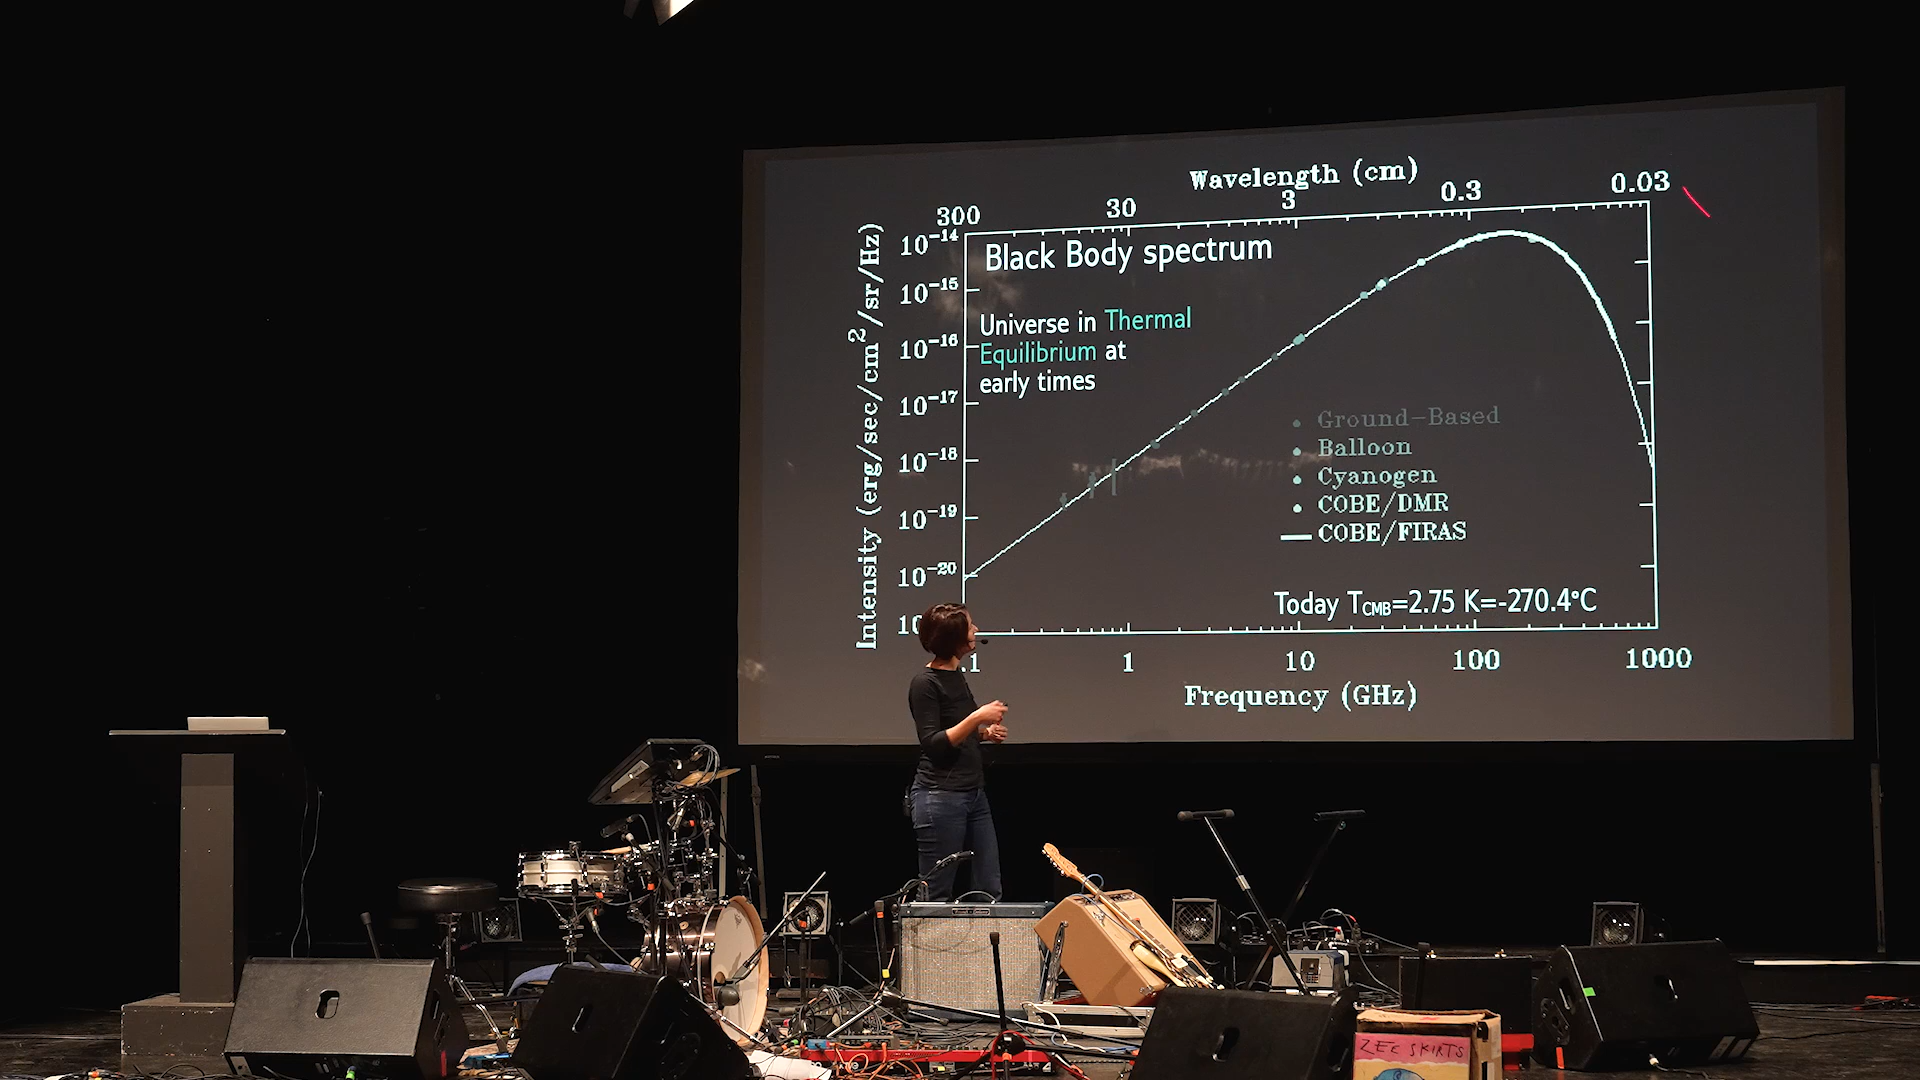 Wavelength (cm)
300 30 3 0.3 0.03
Intensity (erg/sec/cm²/sr/Hz)
10⁻¹⁴
10⁻¹⁵
10⁻¹⁶
10⁻¹⁷
10⁻¹⁸
10⁻¹⁹
10⁻²⁰
Black Body spectrum
Universe in Thermal
Equilibrium at
early times
Ground-Based
Balloon
Cyanogen
COBE/DMR
COBE/FIRAS
Today T_CMB=2.75 K=-270.4°C
.1 1 10 100 1000
Frequency (GHz)
ZEE SKIRTS